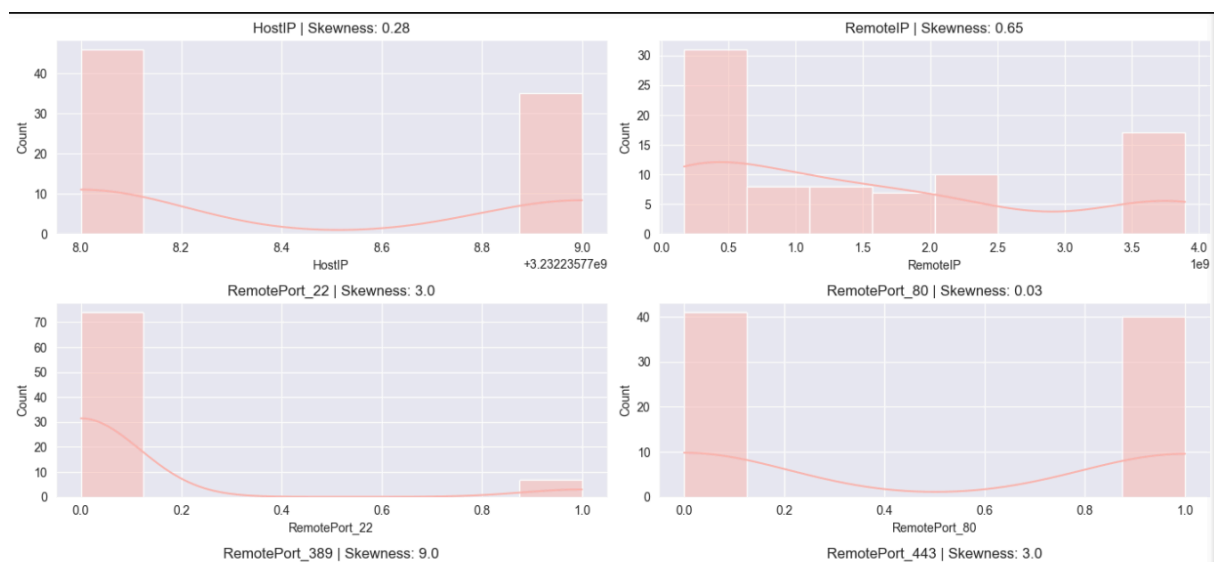 HostIP | Skewness: 0.28
40
30
20
10
0
Count
8.0 8.2 8.4 8.6 8.8 9.0
HostIP
+3.23223577e9
RemoteIP | Skewness: 0.65
30
25
20
15
10
5
0
Count
0.0 0.5 1.0 1.5 2.0 2.5 3.0 3.5 4.0
RemoteIP
1e9
RemotePort_22 | Skewness: 3.0
70
60
50
40
30
20
10
0
Count
0.0 0.2 0.4 0.6 0.8 1.0
RemotePort_22
RemotePort_80 | Skewness: 0.03
40
30
20
10
0
Count
0.0 0.2 0.4 0.6 0.8 1.0
RemotePort_80
RemotePort_389 | Skewness: 9.0
RemotePort_443 | Skewness: 3.0